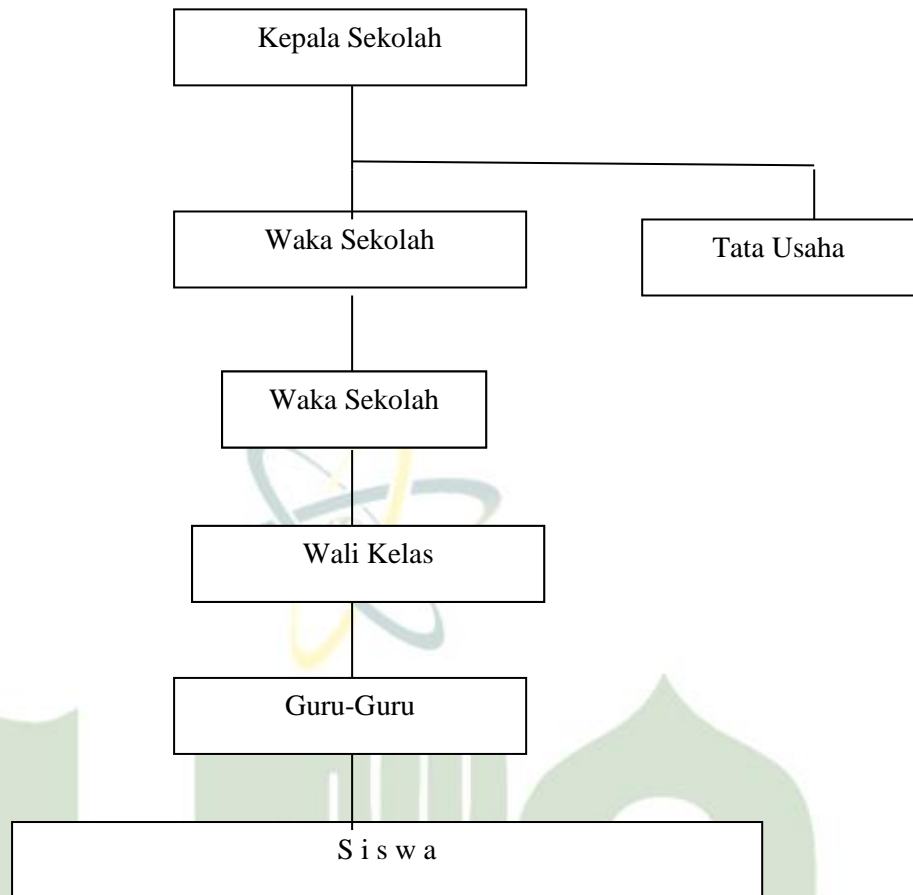 Kepala Sekolah
Waka Sekolah
Tata Usaha
Waka Sekolah
Wali Kelas
Guru-Guru
S i s w a